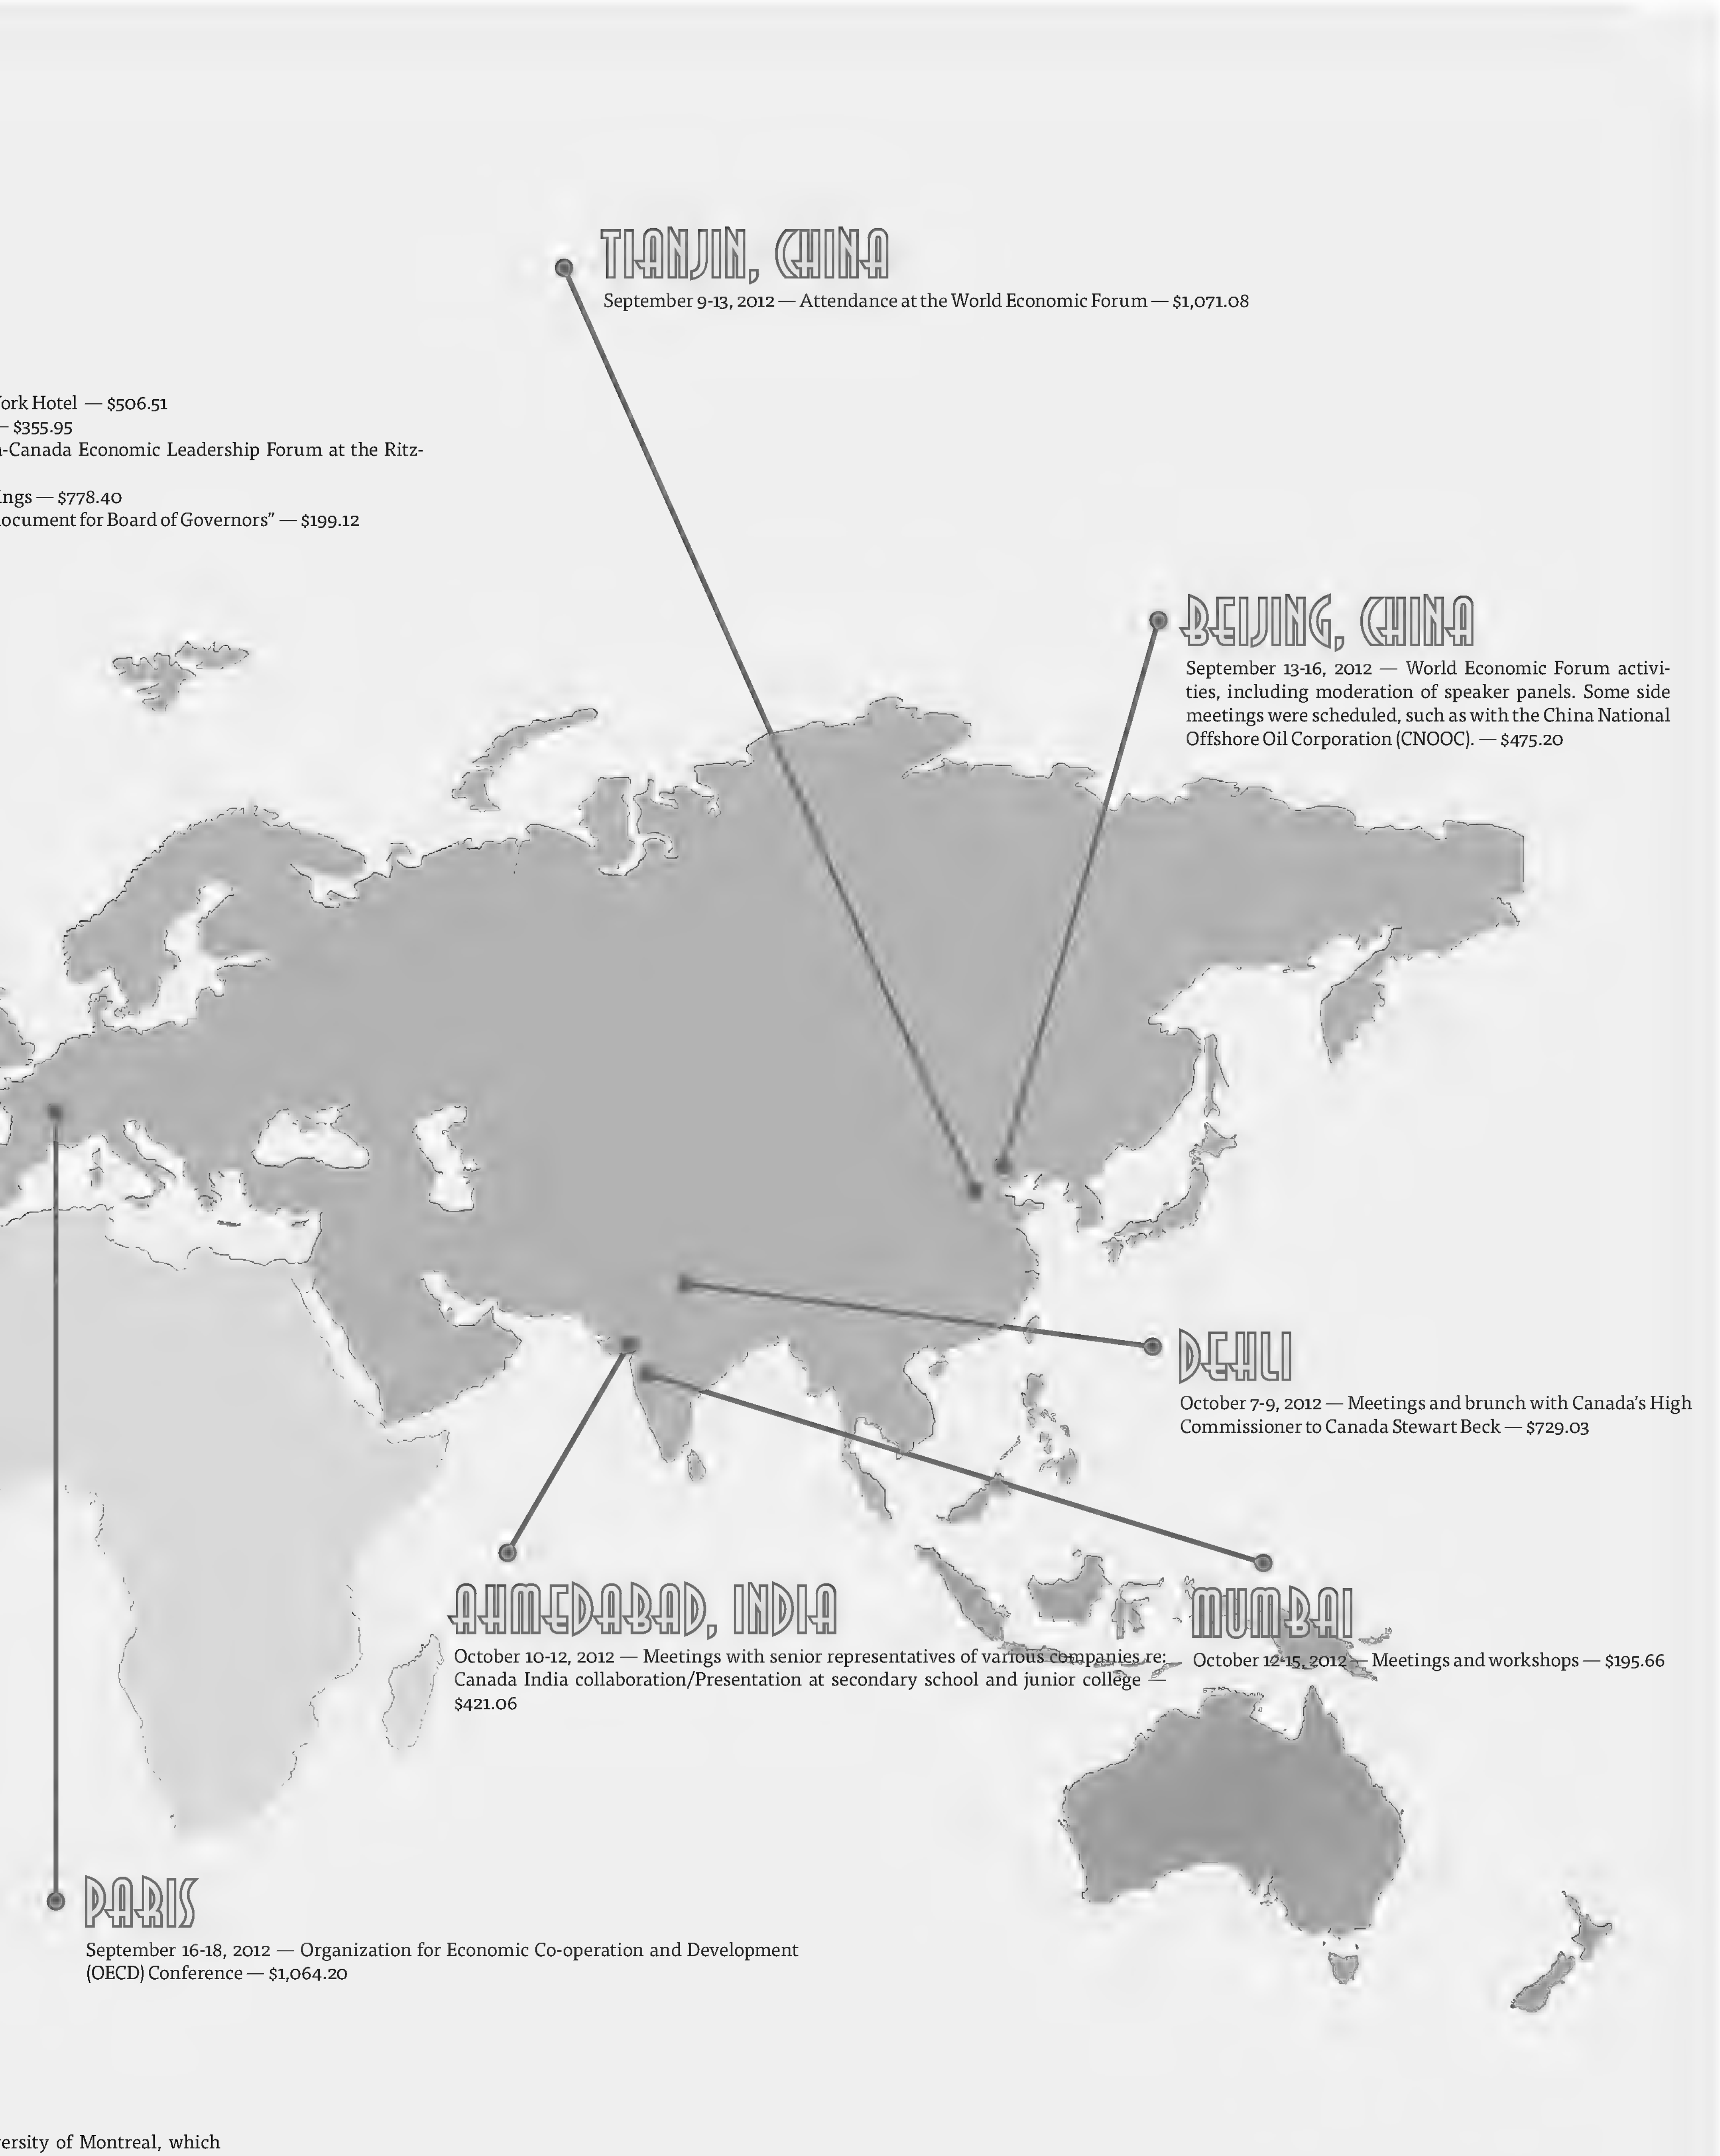 TIANJIN, CHINA
September 9-13, 2012 — Attendance at the World Economic Forum — $1,071.08
Hotel — $506.51
— $355.95
-Canada Economic Leadership Forum at the Ritz-
— $778.40
for Board of Governors” — $199.12
BEIJING, CHINA
September 13-16, 2012 — World Economic Forum activi-
ties, including moderation of speaker panels. Some side
meetings were scheduled, such as with the China National
Offshore Oil Corporation (CNOOC). — $475.20
DEHLI
October 7-9, 2012 — Meetings and brunch with Canada’s High
Commissioner to Canada Stewart Beck — $729.03
AHMEDABAD, INDIA
October 10-12, 2012 — Meetings with senior representatives of various companies re:
Canada India collaboration/Presentation at secondary school and junior college —
$421.06
MUMBAI
October 12-15, 2012 — Meetings and workshops — $195.66
PARIS
September 16-18, 2012 — Organization for Economic Co-operation and Development
(OECD) Conference — $1,064.20
of Montreal, which